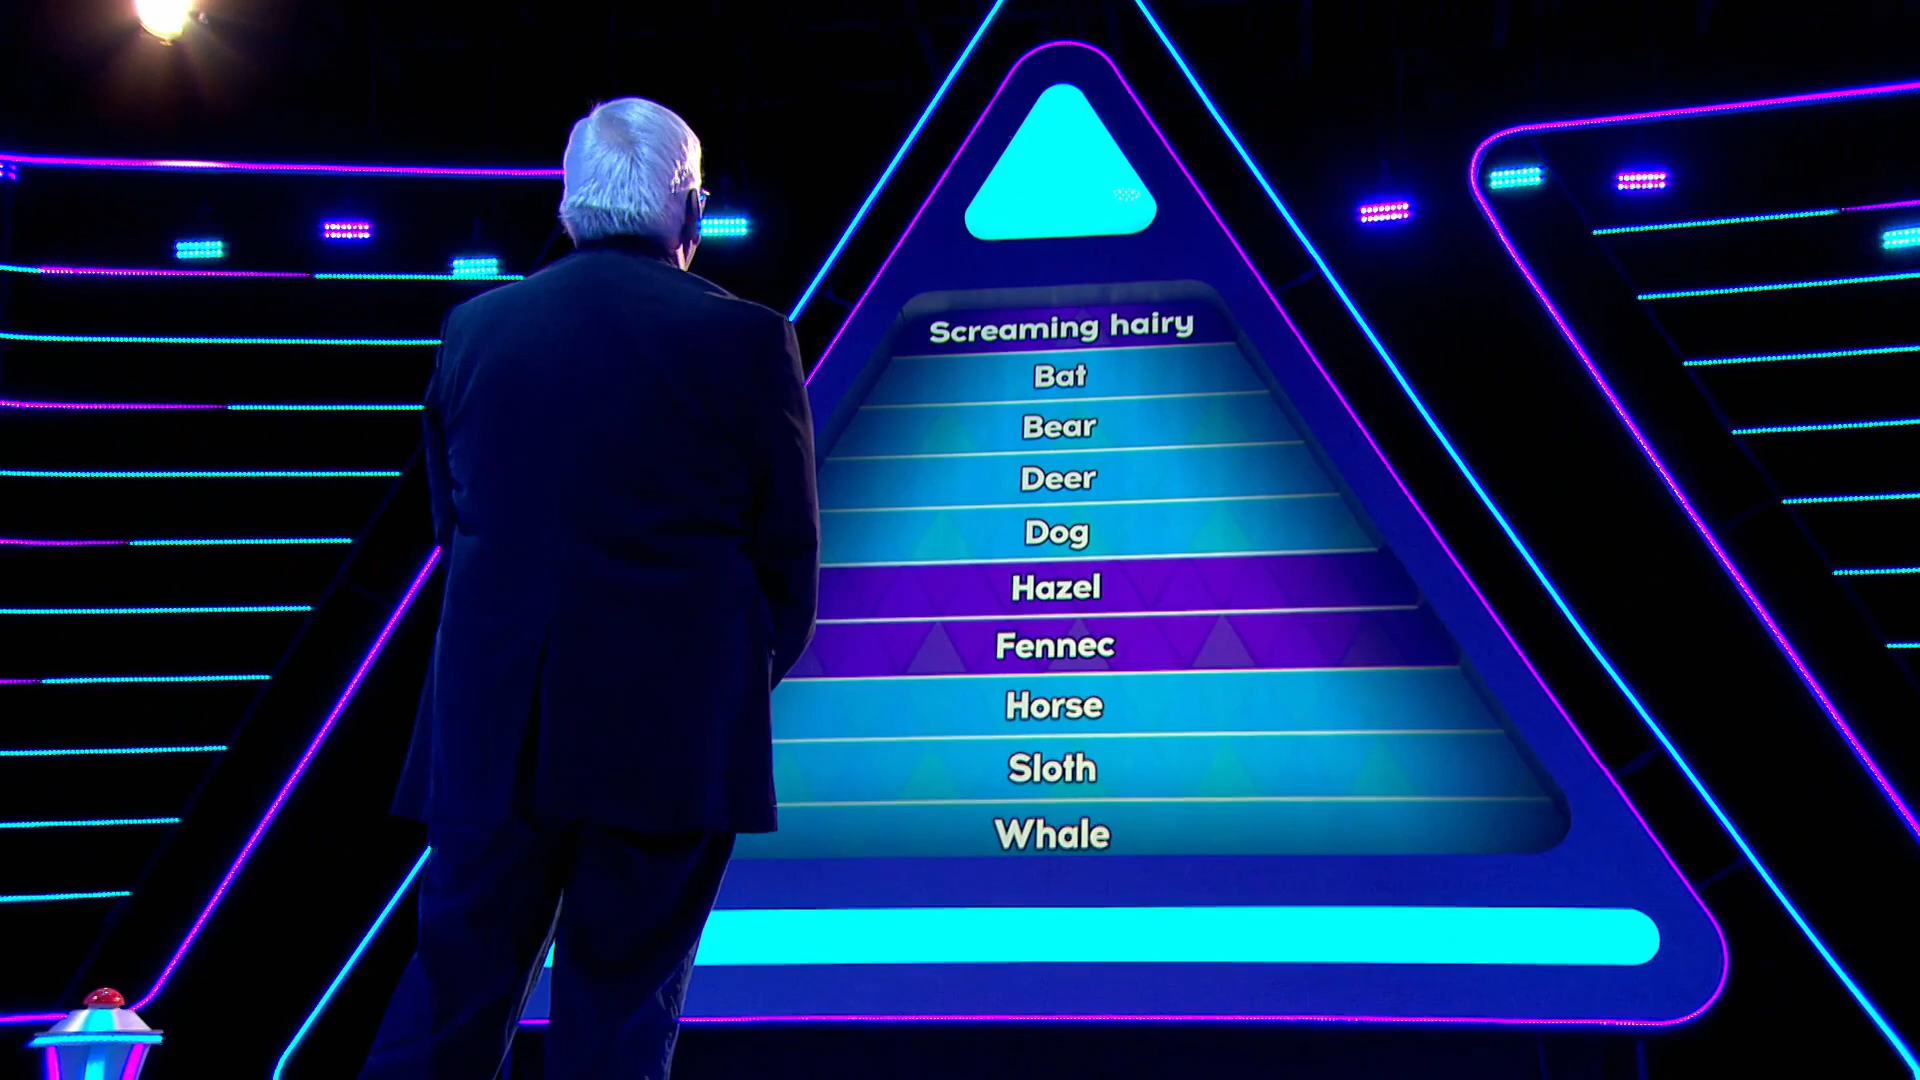 Screaming hairy
Bat
Bear
Deer
Dog
Hazel
Fennec
Horse
Sloth
Whale